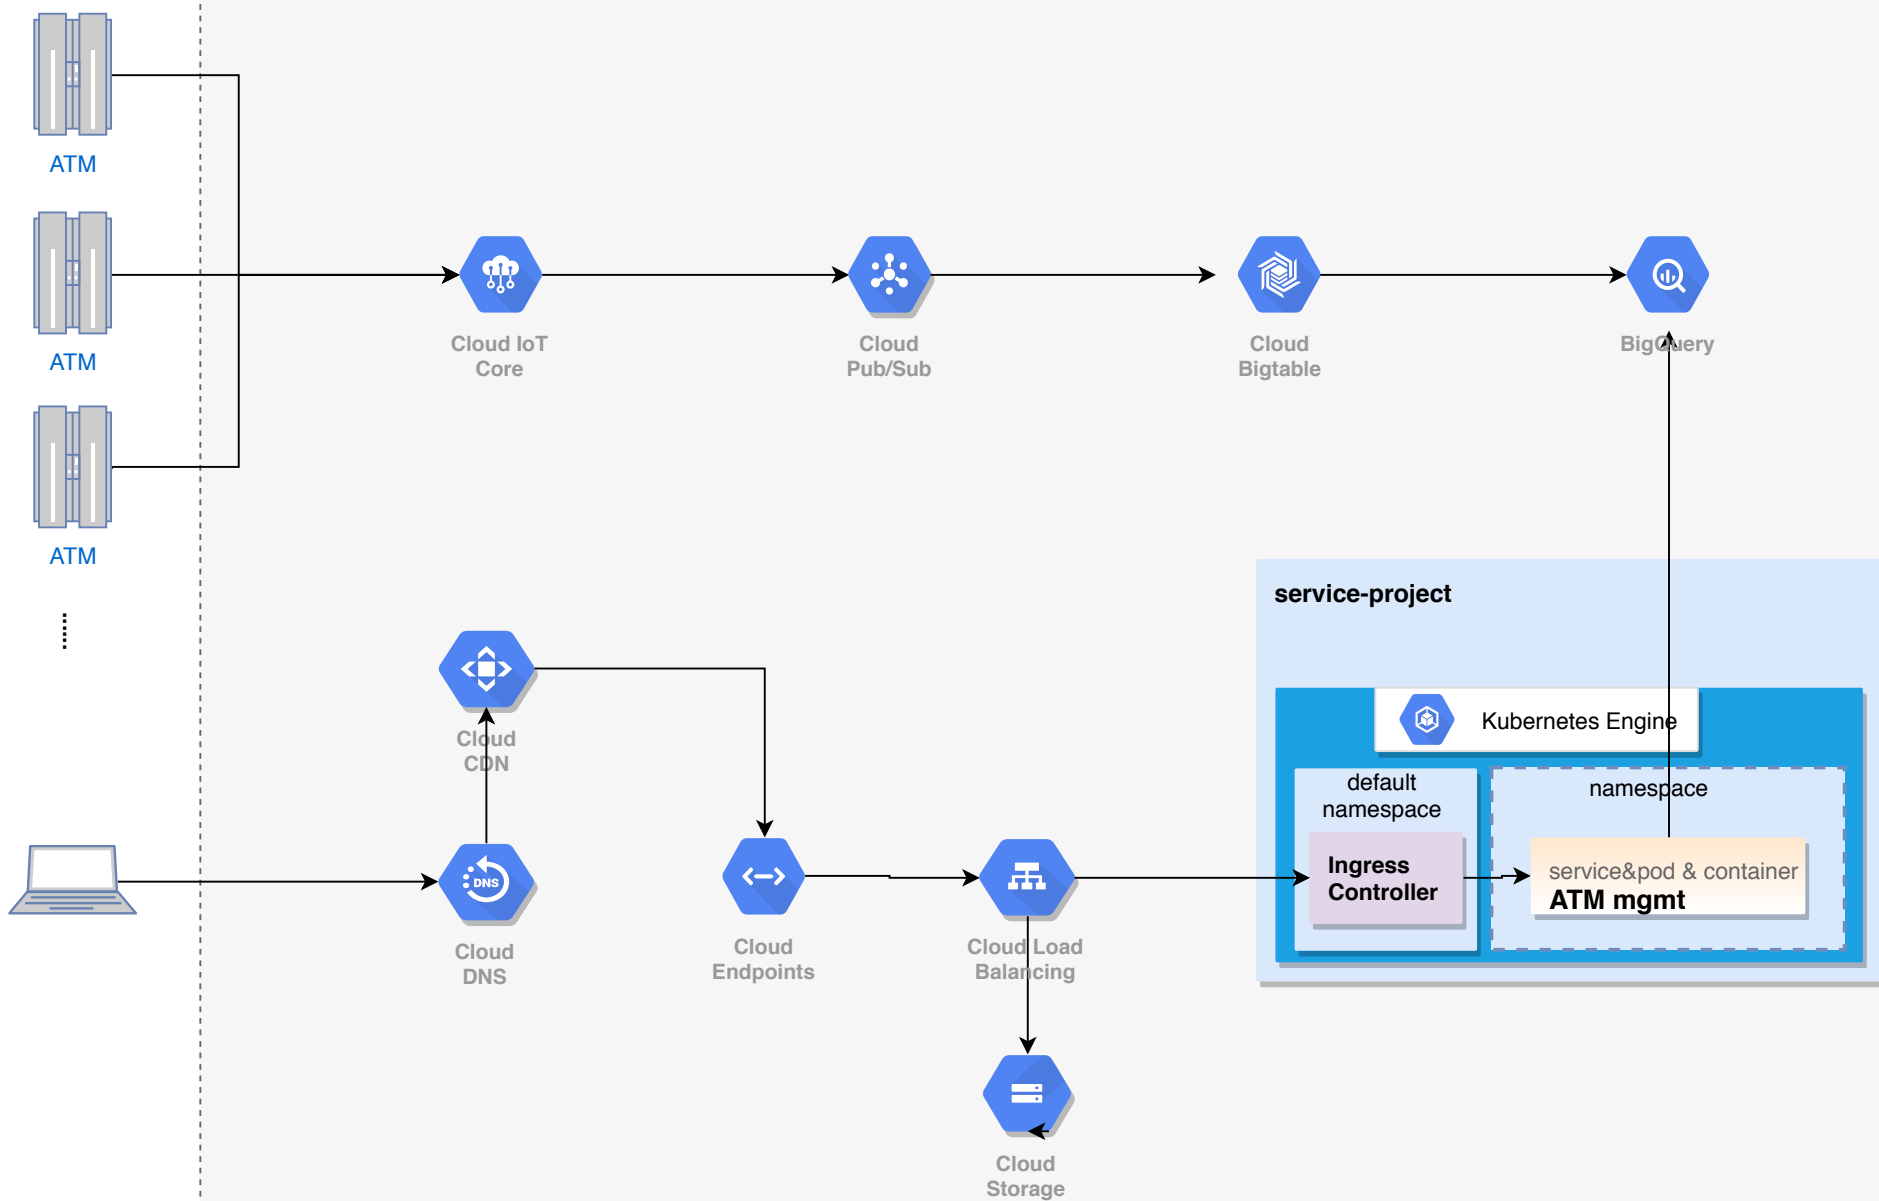 ATM
ATM
ATM
Cloud IoT
Core
Cloud
Pub/Sub
Cloud
Bigtable
BigQuery
service-project
Kubernetes Engine
default
namespace
namespace
Ingress
Controller
service&pod & container
ATM mgmt
Cloud
CDN
DNS
Cloud
DNS
Cloud
Endpoints
Cloud Load
Balancing
Cloud
Storage